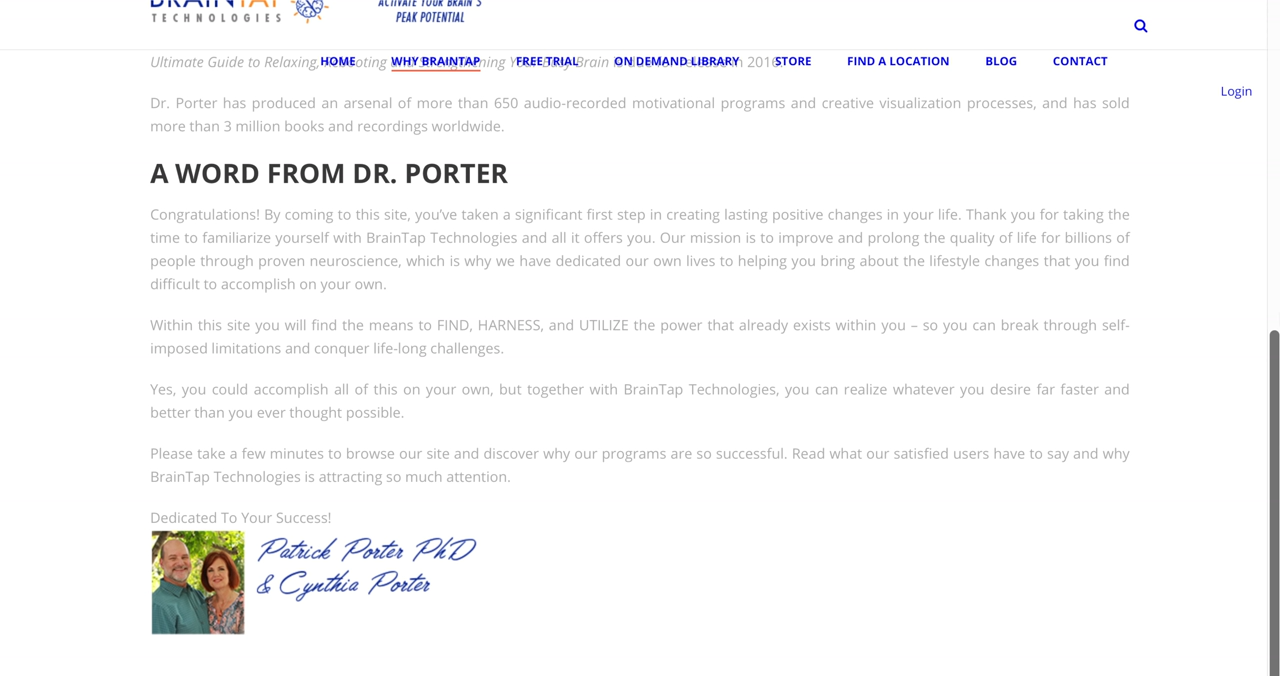 BRAINTAP
TECHNOLOGIES
ACTIVATE YOUR BRAIN'S
PEAK POTENTIAL
HOME WHY BRAINTAP FREE TRIAL ON DEMAND LIBRARY STORE FIND A LOCATION BLOG CONTACT
Login
Ultimate Guide to Relaxing, Rebooting and Strengthening Your Busy Brain is due for release in 2016.
Dr. Porter has produced an arsenal of more than 650 audio-recorded motivational programs and creative visualization processes, and has sold
more than 3 million books and recordings worldwide.
A WORD FROM DR. PORTER
Congratulations! By coming to this site, you’ve taken a significant first step in creating lasting positive changes in your life. Thank you for taking the
time to familiarize yourself with BrainTap Technologies and all it offers you. Our mission is to improve and prolong the quality of life for billions of
people through proven neuroscience, which is why we have dedicated our own lives to helping you bring about the lifestyle changes that you find
difficult to accomplish on your own.
Within this site you will find the means to FIND, HARNESS, and UTILIZE the power that already exists within you – so you can break through self-
imposed limitations and conquer life-long challenges.
Yes, you could accomplish all of this on your own, but together with BrainTap Technologies, you can realize whatever you desire far faster and
better than you ever thought possible.
Please take a few minutes to browse our site and discover why our programs are so successful. Read what our satisfied users have to say and why
BrainTap Technologies is attracting so much attention.
Dedicated To Your Success!
Patrick Porter PhD
& Cynthia Porter